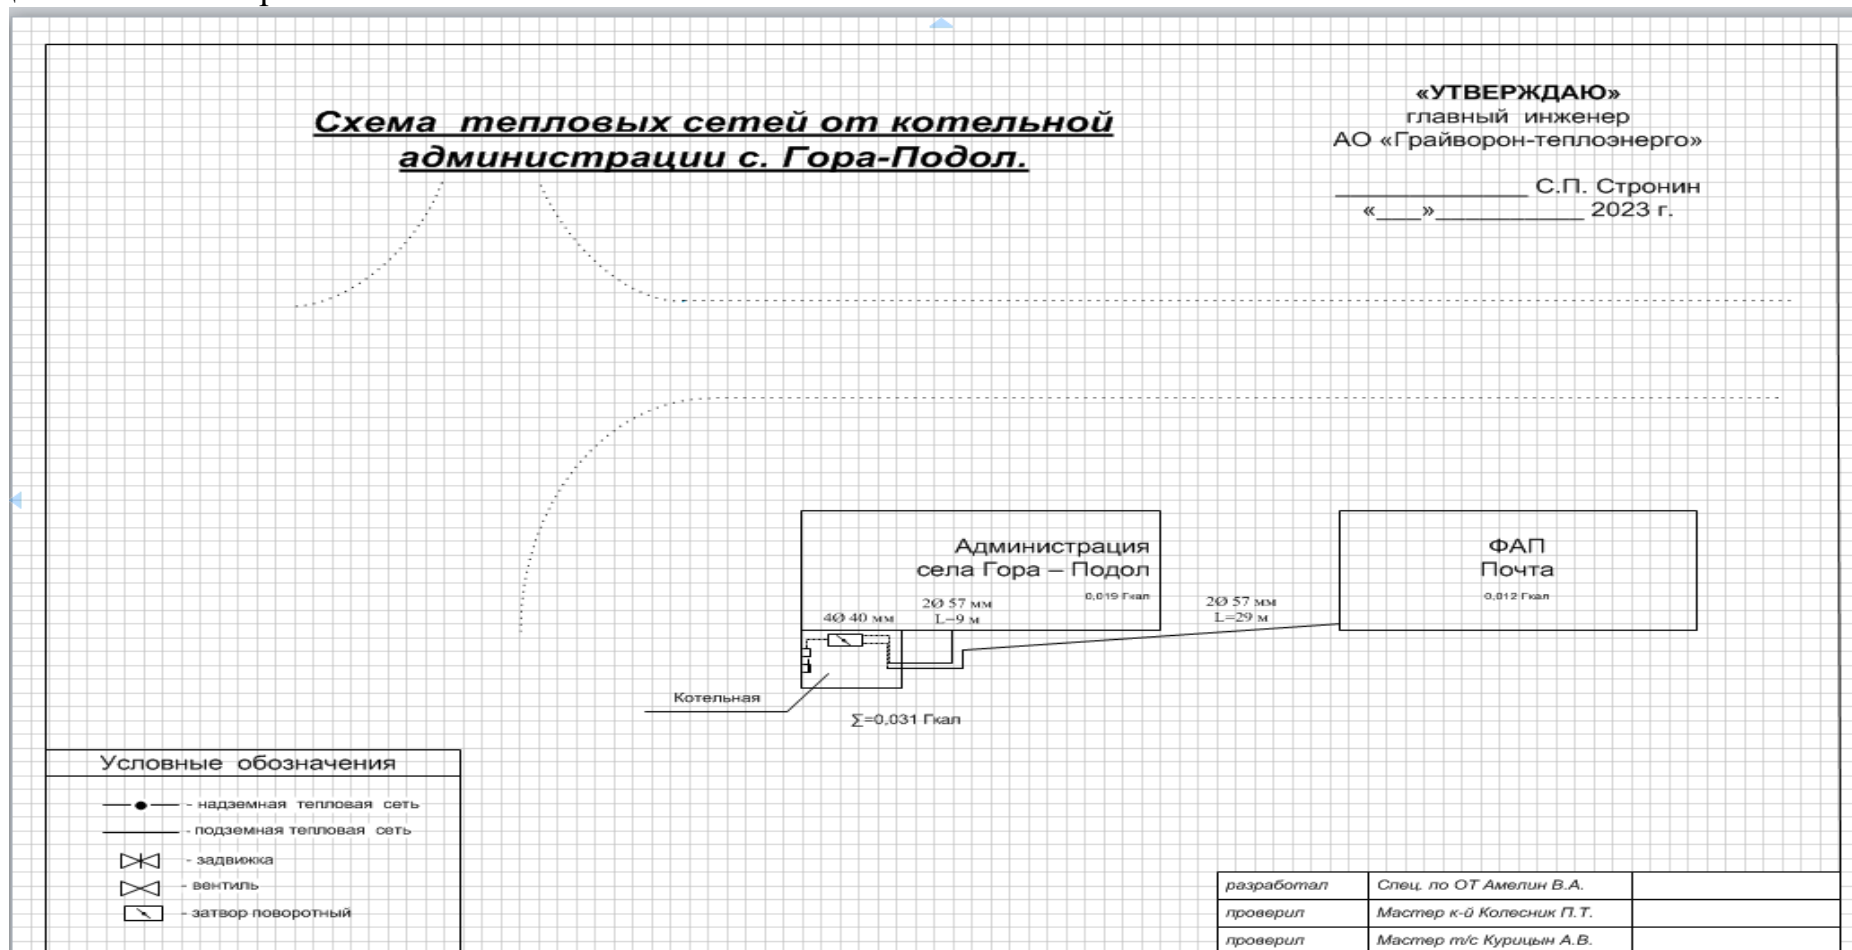 Схема тепловых сетей от котельной
администрации с. Гора-Подол.
«УТВЕРЖДАЮ»
главный инженер
АО «Грайворон-теплоэнерго»
________________ С.П. Стронин
«____»_____________ 2023 г.
Администрация
села Гора – Подол
0,019 Гкал
ФАП
Почта
0,012 Гкал
4Ø 40 мм
2Ø 57 мм
L=9 м
2Ø 57 мм
L=29 м
Котельная
∑=0,031 Гкал
Условные обозначения
- надземная тепловая сеть
- подземная тепловая сеть
- задвижка
- вентиль
- затвор поворотный
разработал Спец. по ОТ Амелин В.А.
проверил Мастер к-й Колесник П.Т.
проверил Мастер т/с Курицын А.В.